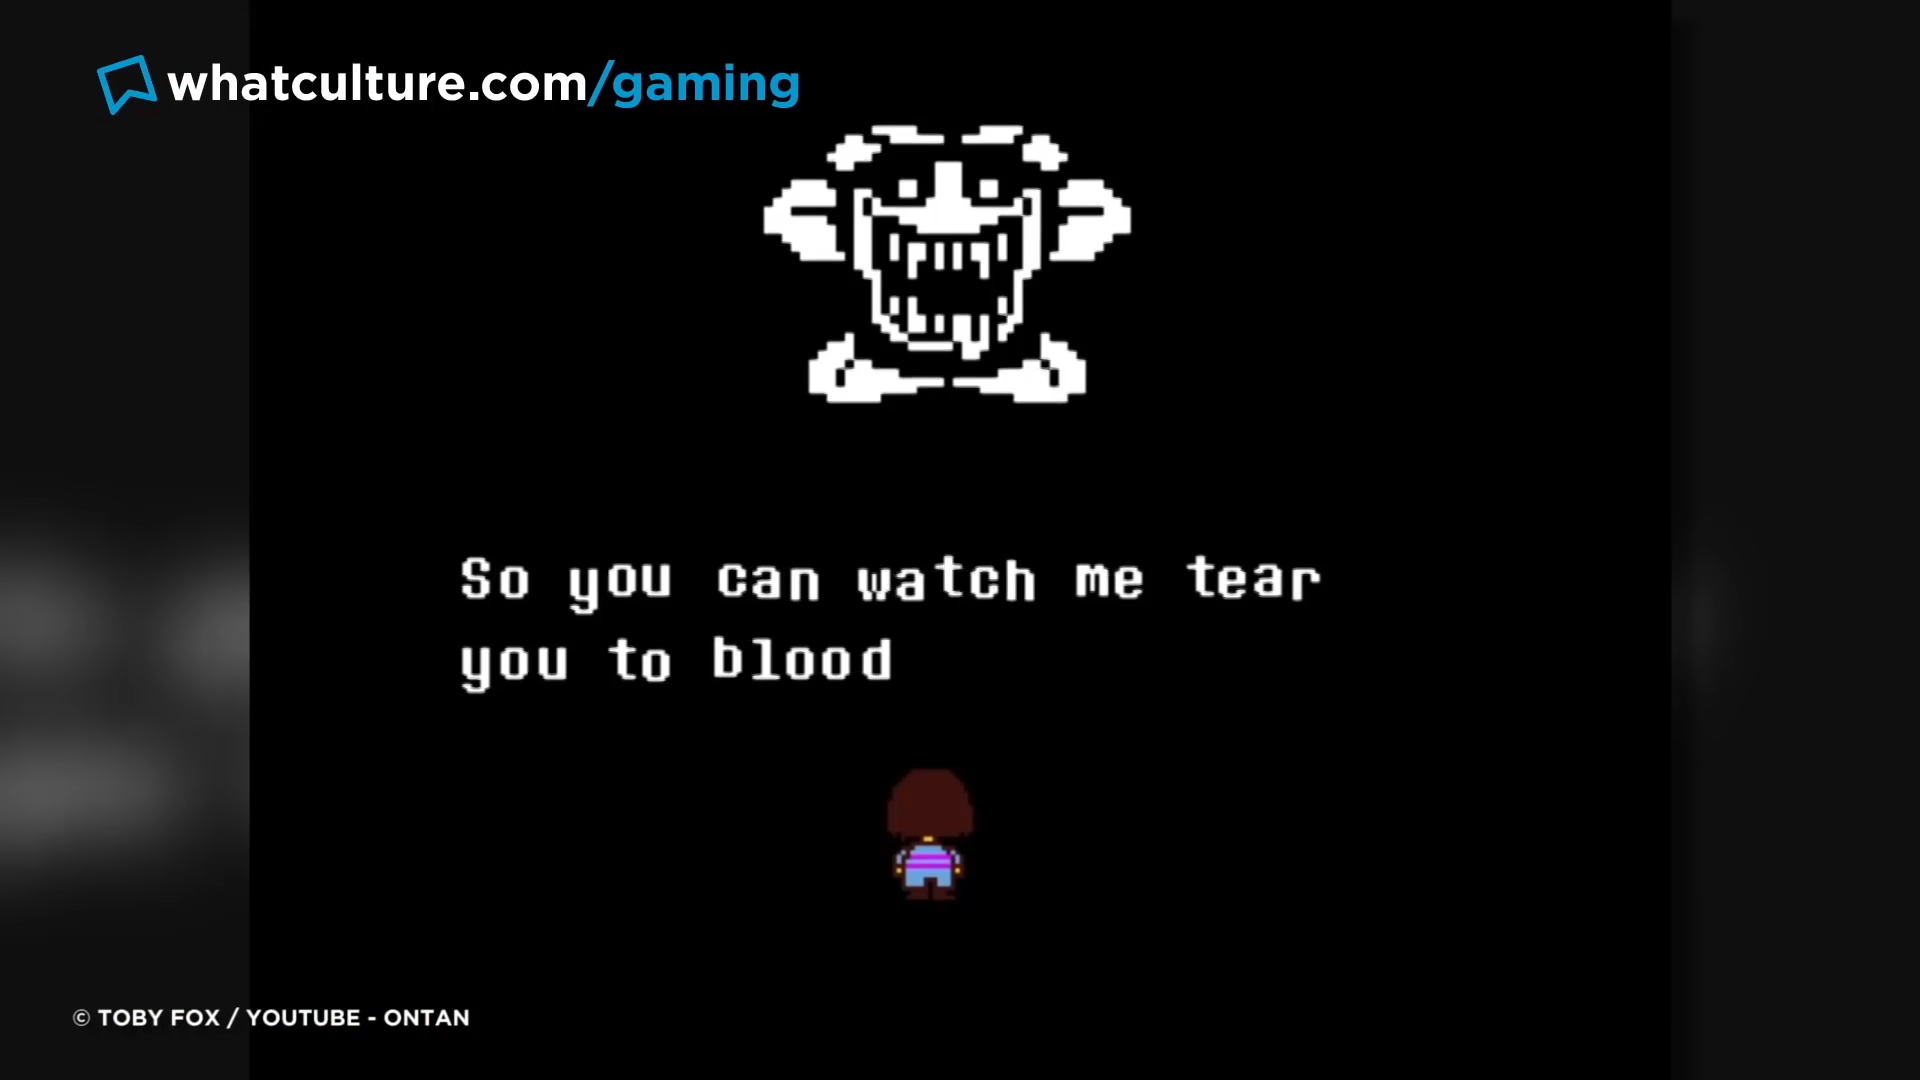 whatculture.com/gaming
So you can watch me tear
you to blood
© TOBY FOX / YOUTUBE - ONTAN